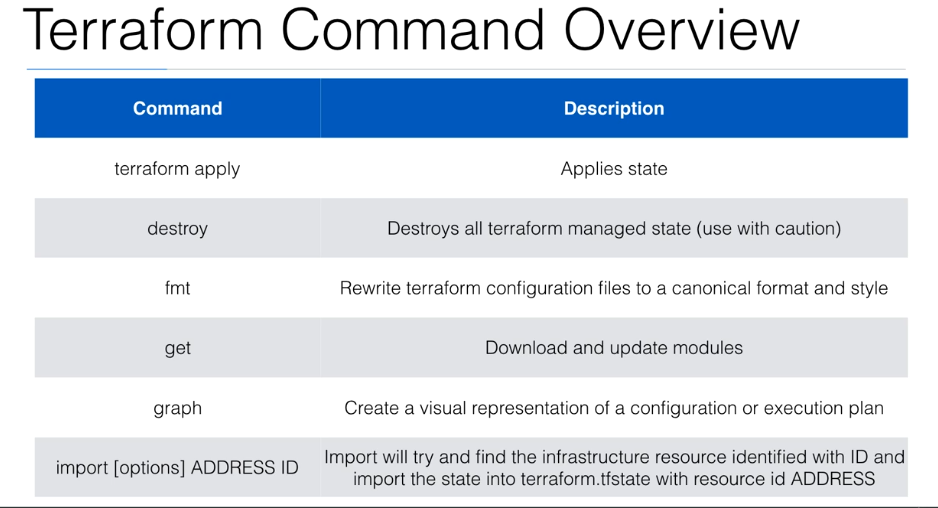 Terraform Command Overview
Command Description
terraform apply Applies state
destroy Destroys all terraform managed state (use with caution)
fmt Rewrite terraform configuration files to a canonical format and style
get Download and update modules
graph Create a visual representation of a configuration or execution plan
import [options] ADDRESS ID Import will try and find the infrastructure resource identified with ID and
import the state into terraform.tfstate with resource id ADDRESS